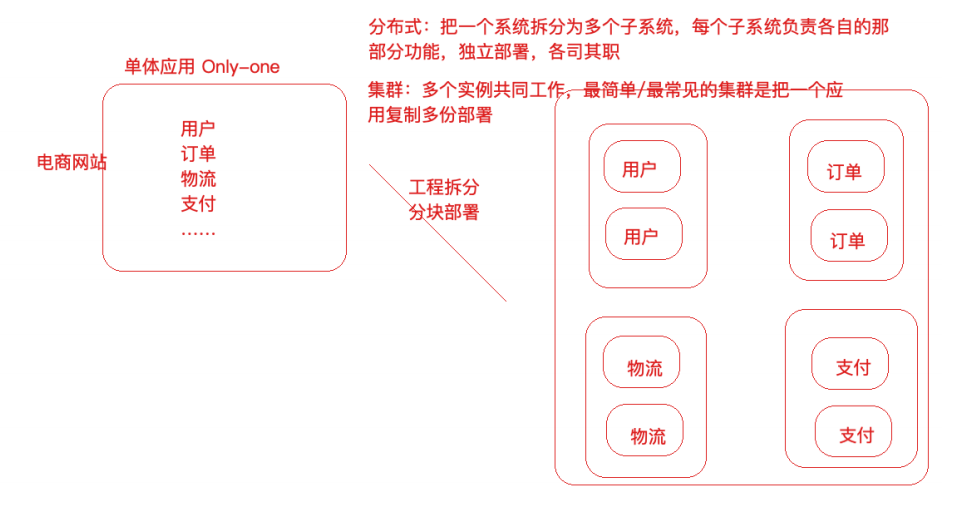 分布式：把一个系统拆分为多个子系统，每个子系统负责各自的那
部分功能，独立部署，各司其职
单体应用 Only-one
集群：多个实例共同工作，最简单/最常见的集群是把一个应
用复制多份部署
电商网站
用户
订单
物流
支付
......
工程拆分
分块部署
用户
用户
订单
订单
物流
物流
支付
支付